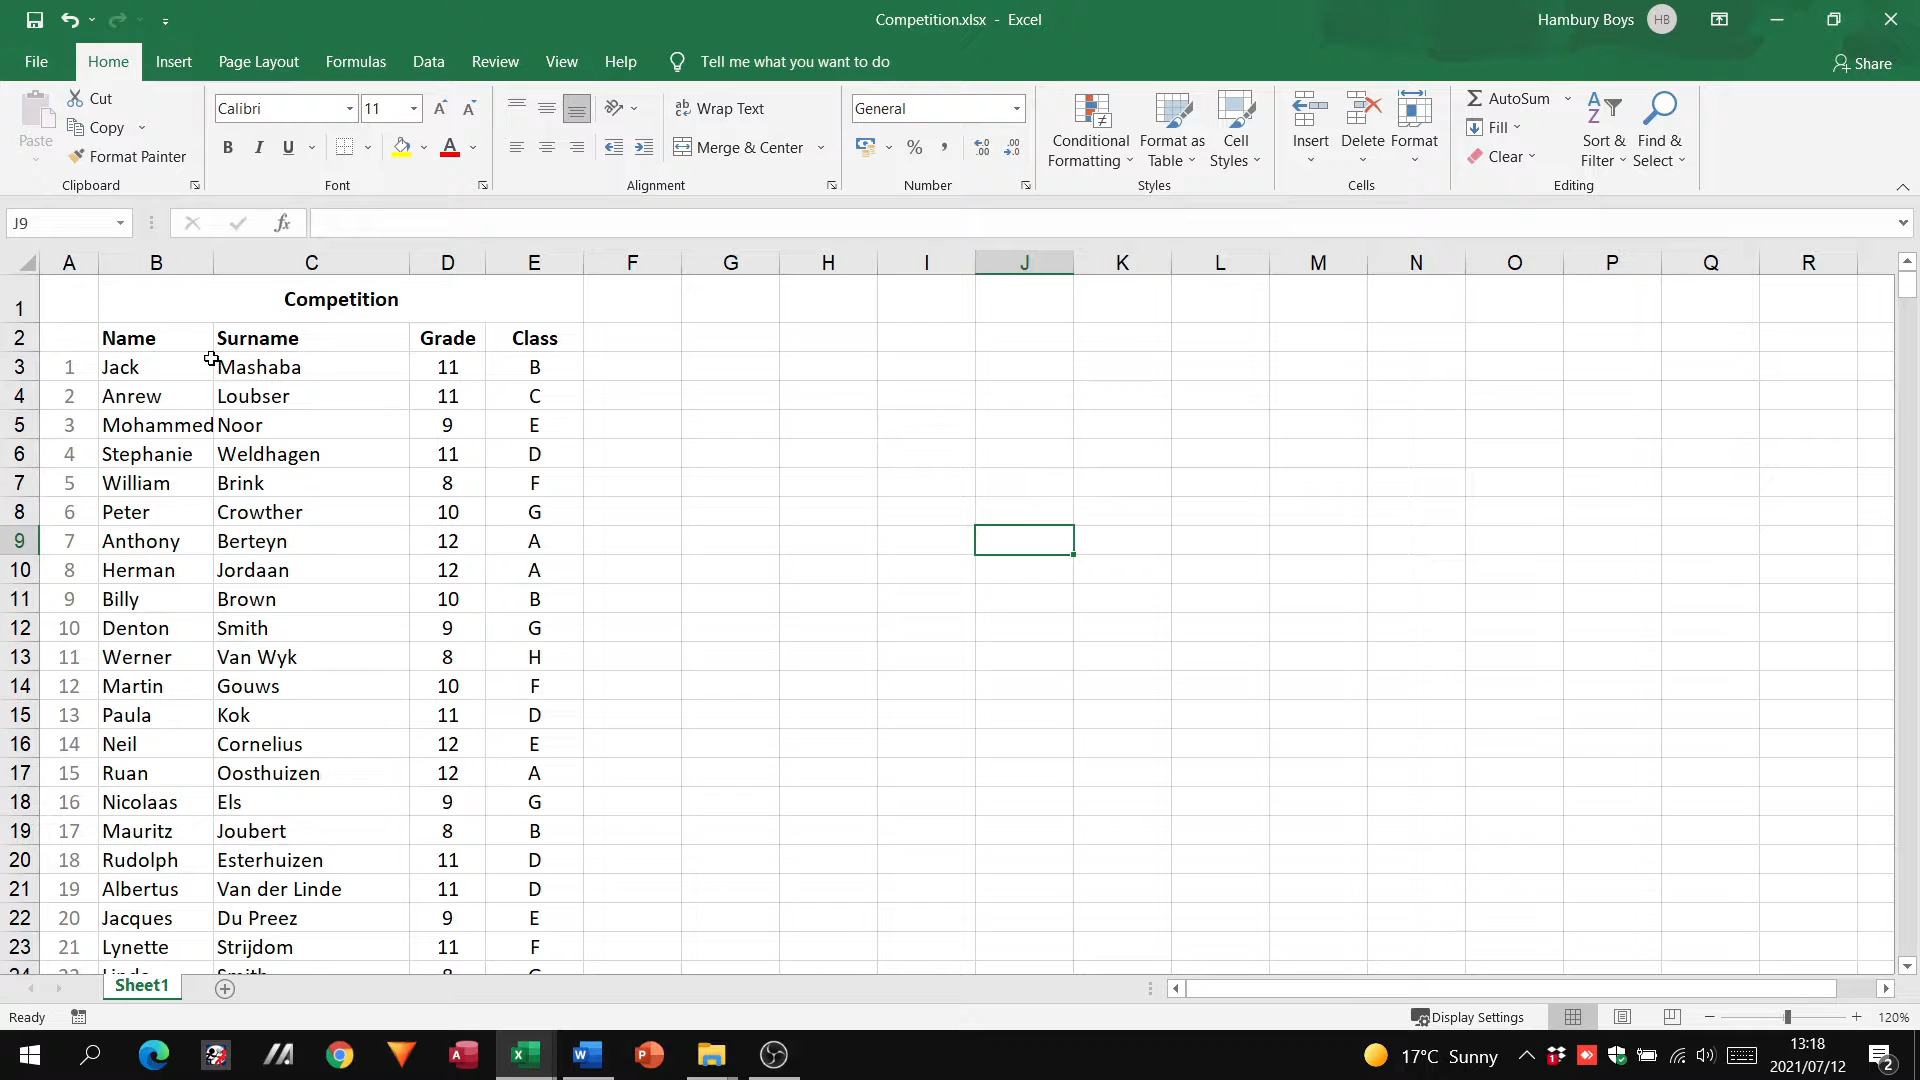 Competition.xlsx - Excel
Hambury Boys HB
File Home Insert Page Layout Formulas Data Review View Help Tell me what you want to do Share
Paste Cut Copy Format Painter Clipboard
Calibri 11 A A B I U A Font
ab Wrap Text Merge & Center Alignment
General % , Number
Conditional Formatting Format as Table Cell Styles Styles
Insert Delete Format Cells
AutoSum Fill Clear Sort & Filter Find & Select Editing
J9 fx
A B C D E F G H I J K L M N O P Q R
1 Competition
2 Name Surname Grade Class
3 1 Jack Mashaba 11 B
4 2 Anrew Loubser 11 C
5 3 Mohammed Noor 9 E
6 4 Stephanie Weldhagen 11 D
7 5 William Brink 8 F
8 6 Peter Crowther 10 G
9 7 Anthony Berteyn 12 A
10 8 Herman Jordaan 12 A
11 9 Billy Brown 10 B
12 10 Denton Smith 9 G
13 11 Werner Van Wyk 8 H
14 12 Martin Gouws 10 F
15 13 Paula Kok 11 D
16 14 Neil Cornelius 12 E
17 15 Ruan Oosthuizen 12 A
18 16 Nicolaas Els 9 G
19 17 Mauritz Joubert 8 B
20 18 Rudolph Esterhuizen 11 D
21 19 Albertus Van der Linde 11 D
22 20 Jacques Du Preez 9 E
23 21 Lynette Strijdom 11 F
Sheet1
Ready Display Settings 120%
17°C Sunny 13:18
2021/07/12 2